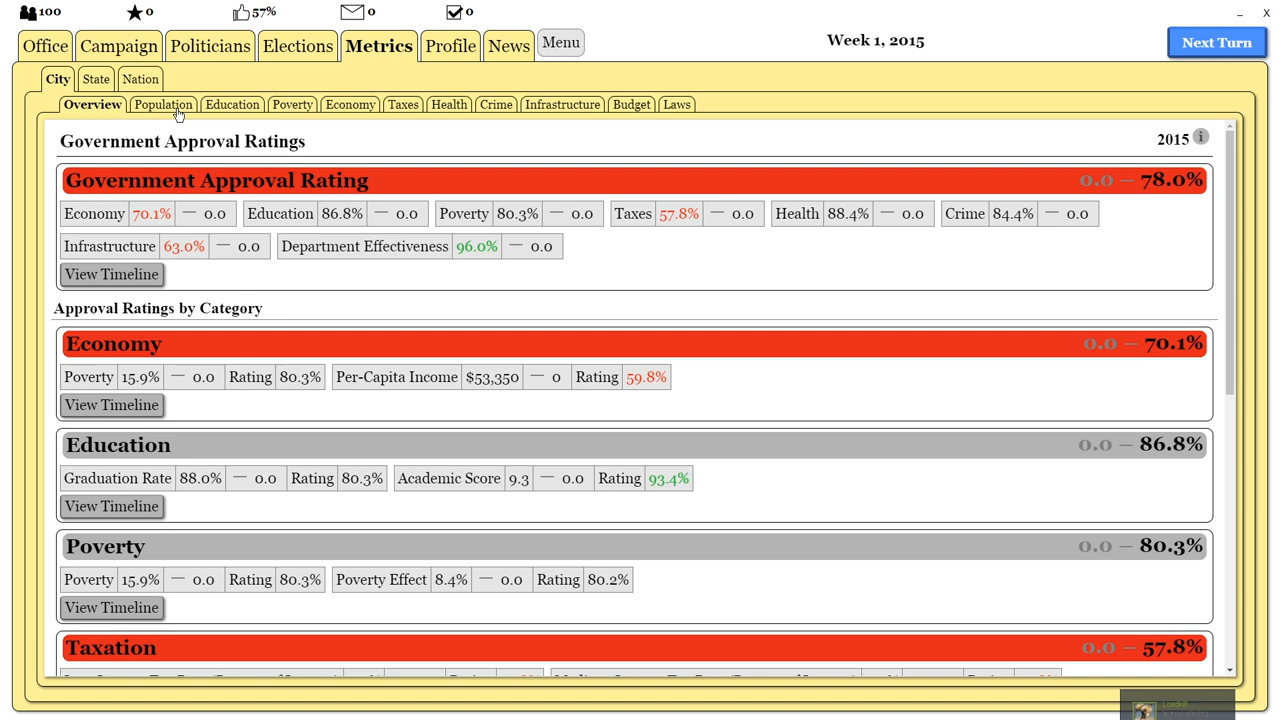 100 0 57% 0 0 _ X
Office Campaign Politicians Elections Metrics Profile News Menu Week 1, 2015 Next Turn
City State Nation
Overview Population Education Poverty Economy Taxes Health Crime Infrastructure Budget Laws
Government Approval Ratings 2015 i
Government Approval Rating 0.0 — 78.0%
Economy 70.1% — 0.0 Education 86.8% — 0.0 Poverty 80.3% — 0.0 Taxes 57.8% — 0.0 Health 88.4% — 0.0 Crime 84.4% — 0.0
Infrastructure 63.0% — 0.0 Department Effectiveness 96.0% — 0.0
View Timeline
Approval Ratings by Category
Economy 0.0 — 70.1%
Poverty 15.9% — 0.0 Rating 80.3% Per-Capita Income $53,350 — 0 Rating 59.8%
View Timeline
Education 0.0 — 86.8%
Graduation Rate 88.0% — 0.0 Rating 80.3% Academic Score 9.3 — 0.0 Rating 93.4%
View Timeline
Poverty 0.0 — 80.3%
Poverty 15.9% — 0.0 Rating 80.3% Poverty Effect 8.4% — 0.0 Rating 80.2%
View Timeline
Taxation 0.0 — 57.8%